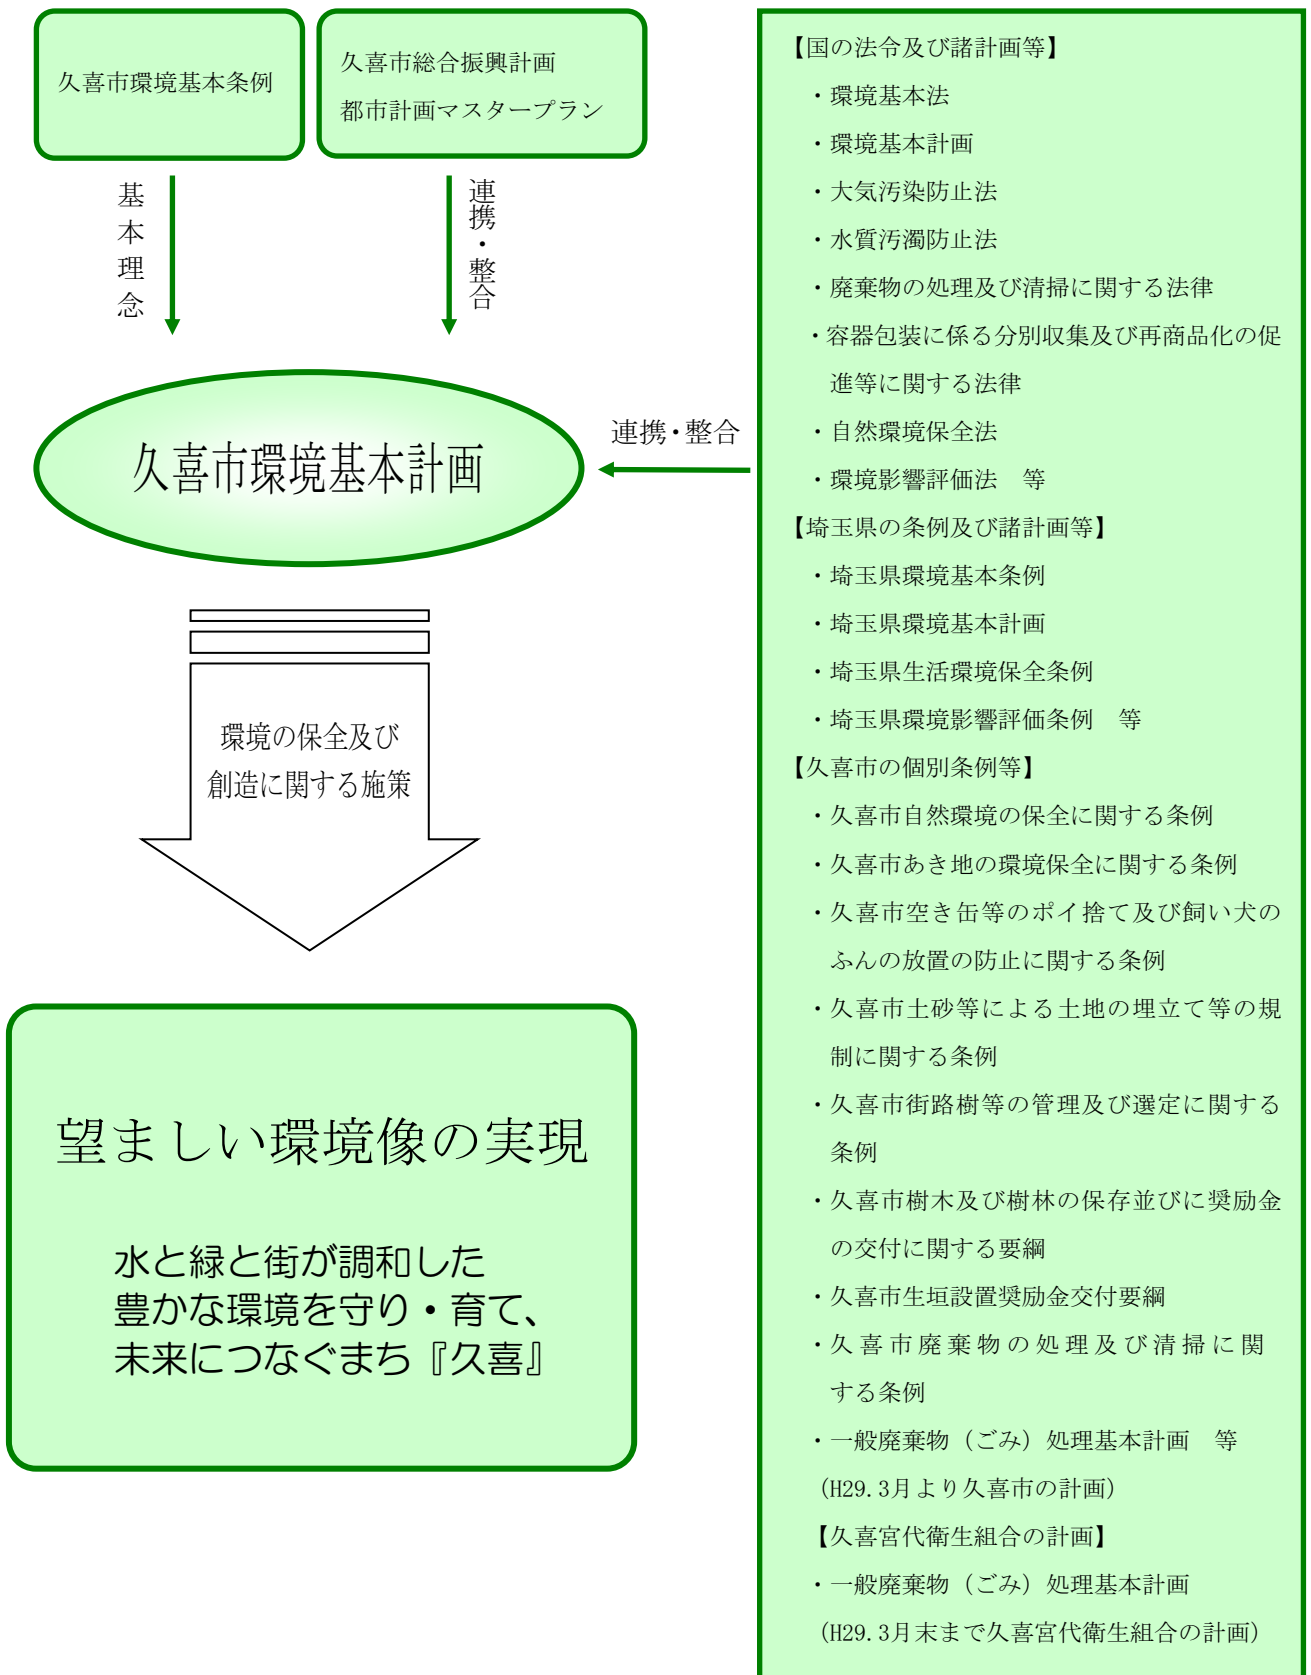 久喜市環境基本条例
久喜市総合振興計画
都市計画マスタープラン
基本理念
連携・整合
久喜市環境基本計画
連携・整合
環境の保全及び
創造に関する施策
望ましい環境像の実現
水と緑と街が調和した
豊かな環境を守り・育て、
未来につなぐまち『久喜』
【国の法令及び諸計画等】
・環境基本法
・環境基本計画
・大気汚染防止法
・水質汚濁防止法
・廃棄物の処理及び清掃に関する法律
・容器包装に係る分別収集及び再商品化の促
進等に関する法律
・自然環境保全法
・環境影響評価法　等
【埼玉県の条例及び諸計画等】
・埼玉県環境基本条例
・埼玉県環境基本計画
・埼玉県生活環境保全条例
・埼玉県環境影響評価条例　等
【久喜市の個別条例等】
・久喜市自然環境の保全に関する条例
・久喜市あき地の環境保全に関する条例
・久喜市空き缶等のポイ捨て及び飼い犬の
ふんの放置の防止に関する条例
・久喜市土砂等による土地の埋立て等の規
制に関する条例
・久喜市街路樹等の管理及び選定に関する
条例
・久喜市樹木及び樹林の保存並びに奨励金
の交付に関する要綱
・久喜市生垣設置奨励金交付要綱
・久喜市廃棄物の処理及び清掃に関
する条例
・一般廃棄物（ごみ）処理基本計画　等
（H29.3月より久喜市の計画）
【久喜宮代衛生組合の計画】
・一般廃棄物（ごみ）処理基本計画
（H29.3月末まで久喜宮代衛生組合の計画）